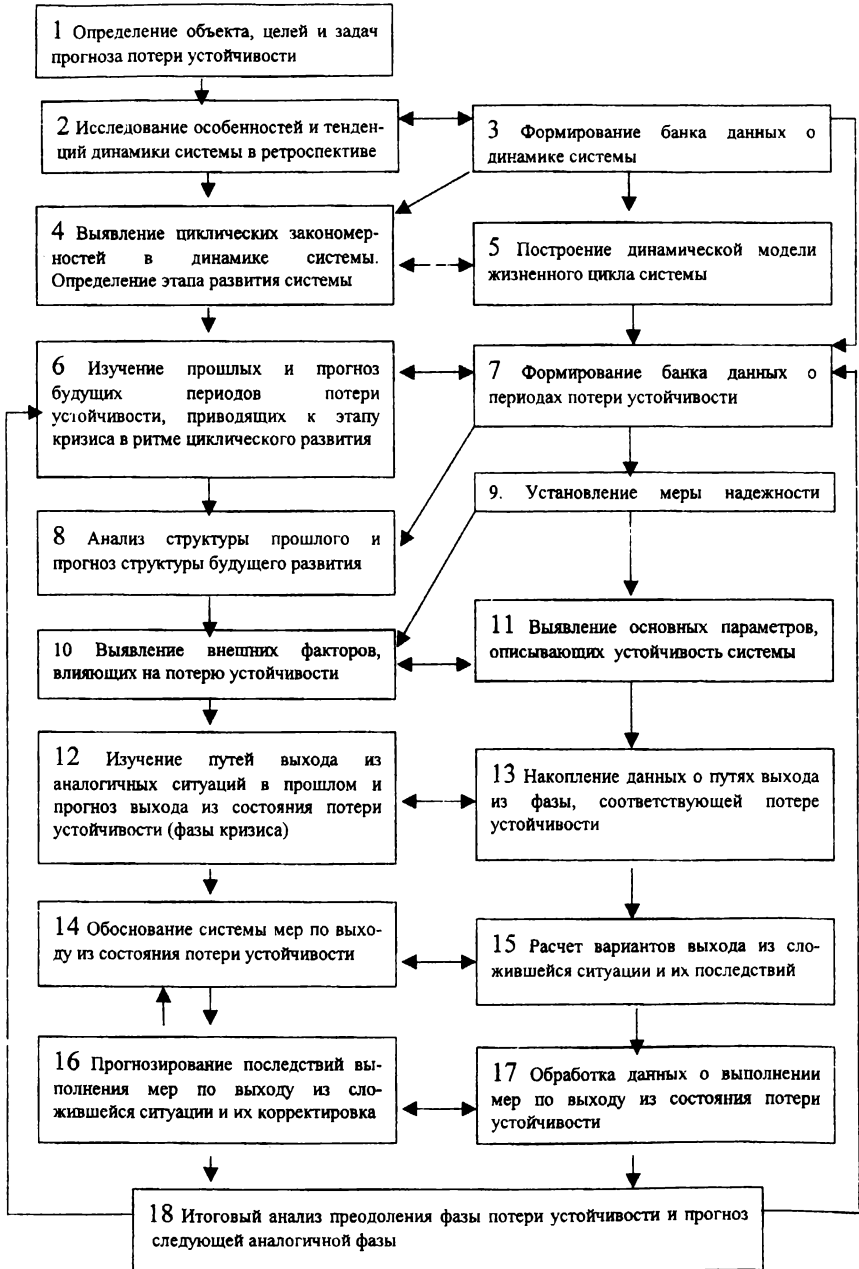 1 Определение объекта, целей и задач
прогноза потери устойчивости
2 Исследование особенностей и тенден-
ций динамики системы в ретроспективе
3 Формирование банка данных о
динамике системы
4 Выявление циклических закономер-
ностей в динамике системы.
Определение этапа развития системы
5 Построение динамической модели
жизненного цикла системы
6 Изучение прошлых и прогноз
будущих периодов потери
устойчивости, приводящих к этапу
кризиса в ритме циклического развития
7 Формирование банка данных о
периодах потери устойчивости
8 Анализ структуры прошлого и
прогноз структуры будущего развития
9. Установление меры надежности
10 Выявление внешних факторов,
влияющих на потерю устойчивости
11 Выявление основных параметров,
описывающих устойчивость системы
12 Изучение путей выхода из
аналогичных ситуаций в прошлом и
прогноз выхода из состояния потери
устойчивости (фазы кризиса)
13 Накопление данных о путях выхода
из фазы, соответствующей потере
устойчивости
14 Обоснование системы мер по выхо-
ду из состояния потери устойчивости
15 Расчет вариантов выхода из сло-
жившейся ситуации и их последствий
16 Прогнозирование последствий вы-
полнения мер по выходу из сло-
жившейся ситуации и их корректировка
17 Обработка данных о выполнении
мер по выходу из состояния потери
устойчивости
18 Итоговый анализ преодоления фазы потери устойчивости и прогноз
следующей аналогичной фазы